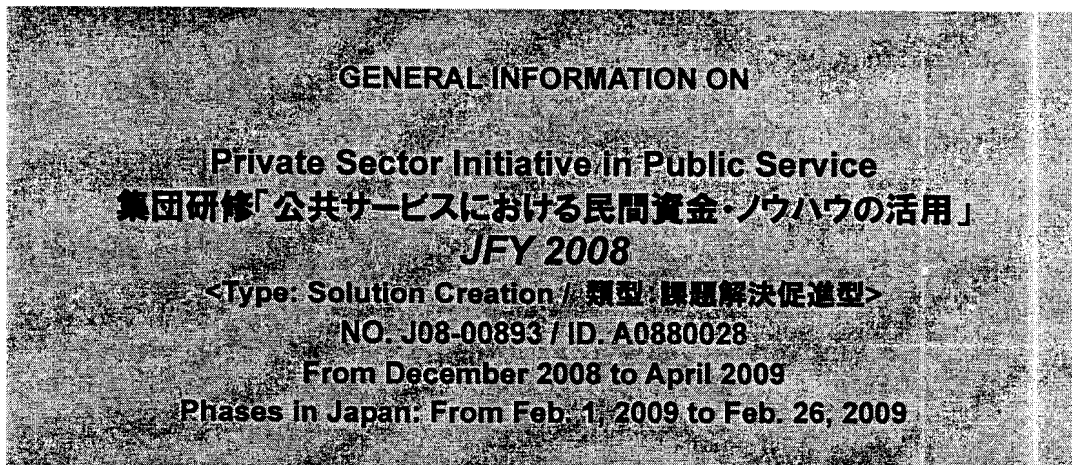 GENERAL INFORMATION ON
Private Sector Initiative in Public Service
集団研修「公共サービスにおける民間資金・ノウハウの活用」
JFY 2008
<Type: Solution Creation / 類型:課題解決促進型>
NO. J08-00893 / ID. A0880028
From December 2008 to April 2009
Phases in Japan: From Feb. 1, 2009 to Feb. 26, 2009